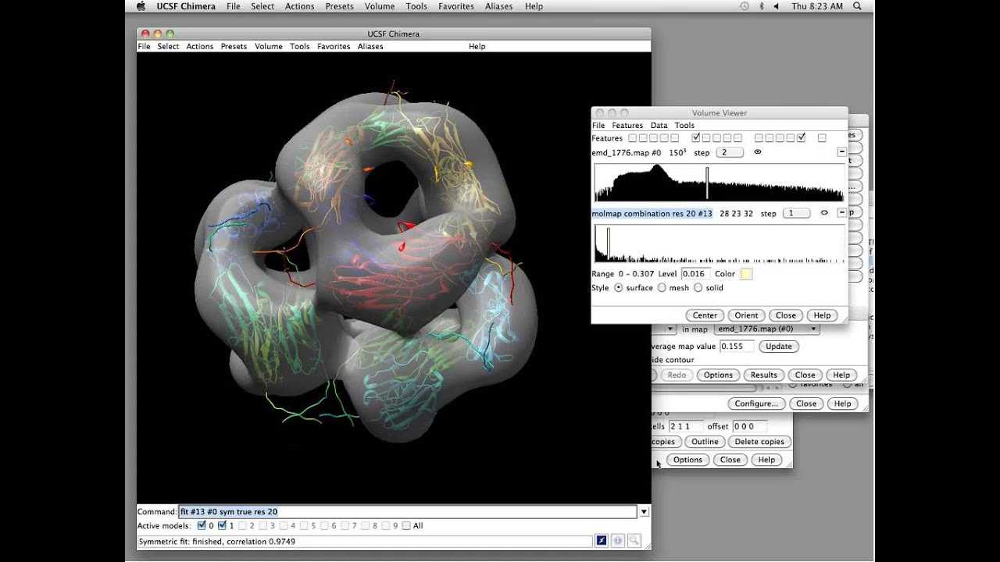 UCSF Chimera File Select Actions Presets Volume Tools Favorites Aliases Help Thu 8:23 AM
UCSF Chimera
File Select Actions Presets Volume Tools Favorites Aliases Help
Volume Viewer
File Features Data Tools
Features
emd_1776.map #0 150³ step 2
molmap combination res 20 #13 28 23 32 step 1
Range 0 – 0.307 Level 0.016 Color
Style surface mesh solid
Center Orient Close Help
in map emd_1776.map (#0)
verage map value 0.155 Update
ide contour
Redo Options Results Close Help
favorites all
Configure... Close Help
0 0 0
ells 2 1 1 offset 0 0 0
copies Outline Delete copies
Options Close Help
Command: fit #13 #0 sym true res 20
Active models: 0 1 2 3 4 5 6 7 8 9 All
Symmetric fit: finished, correlation 0.9749